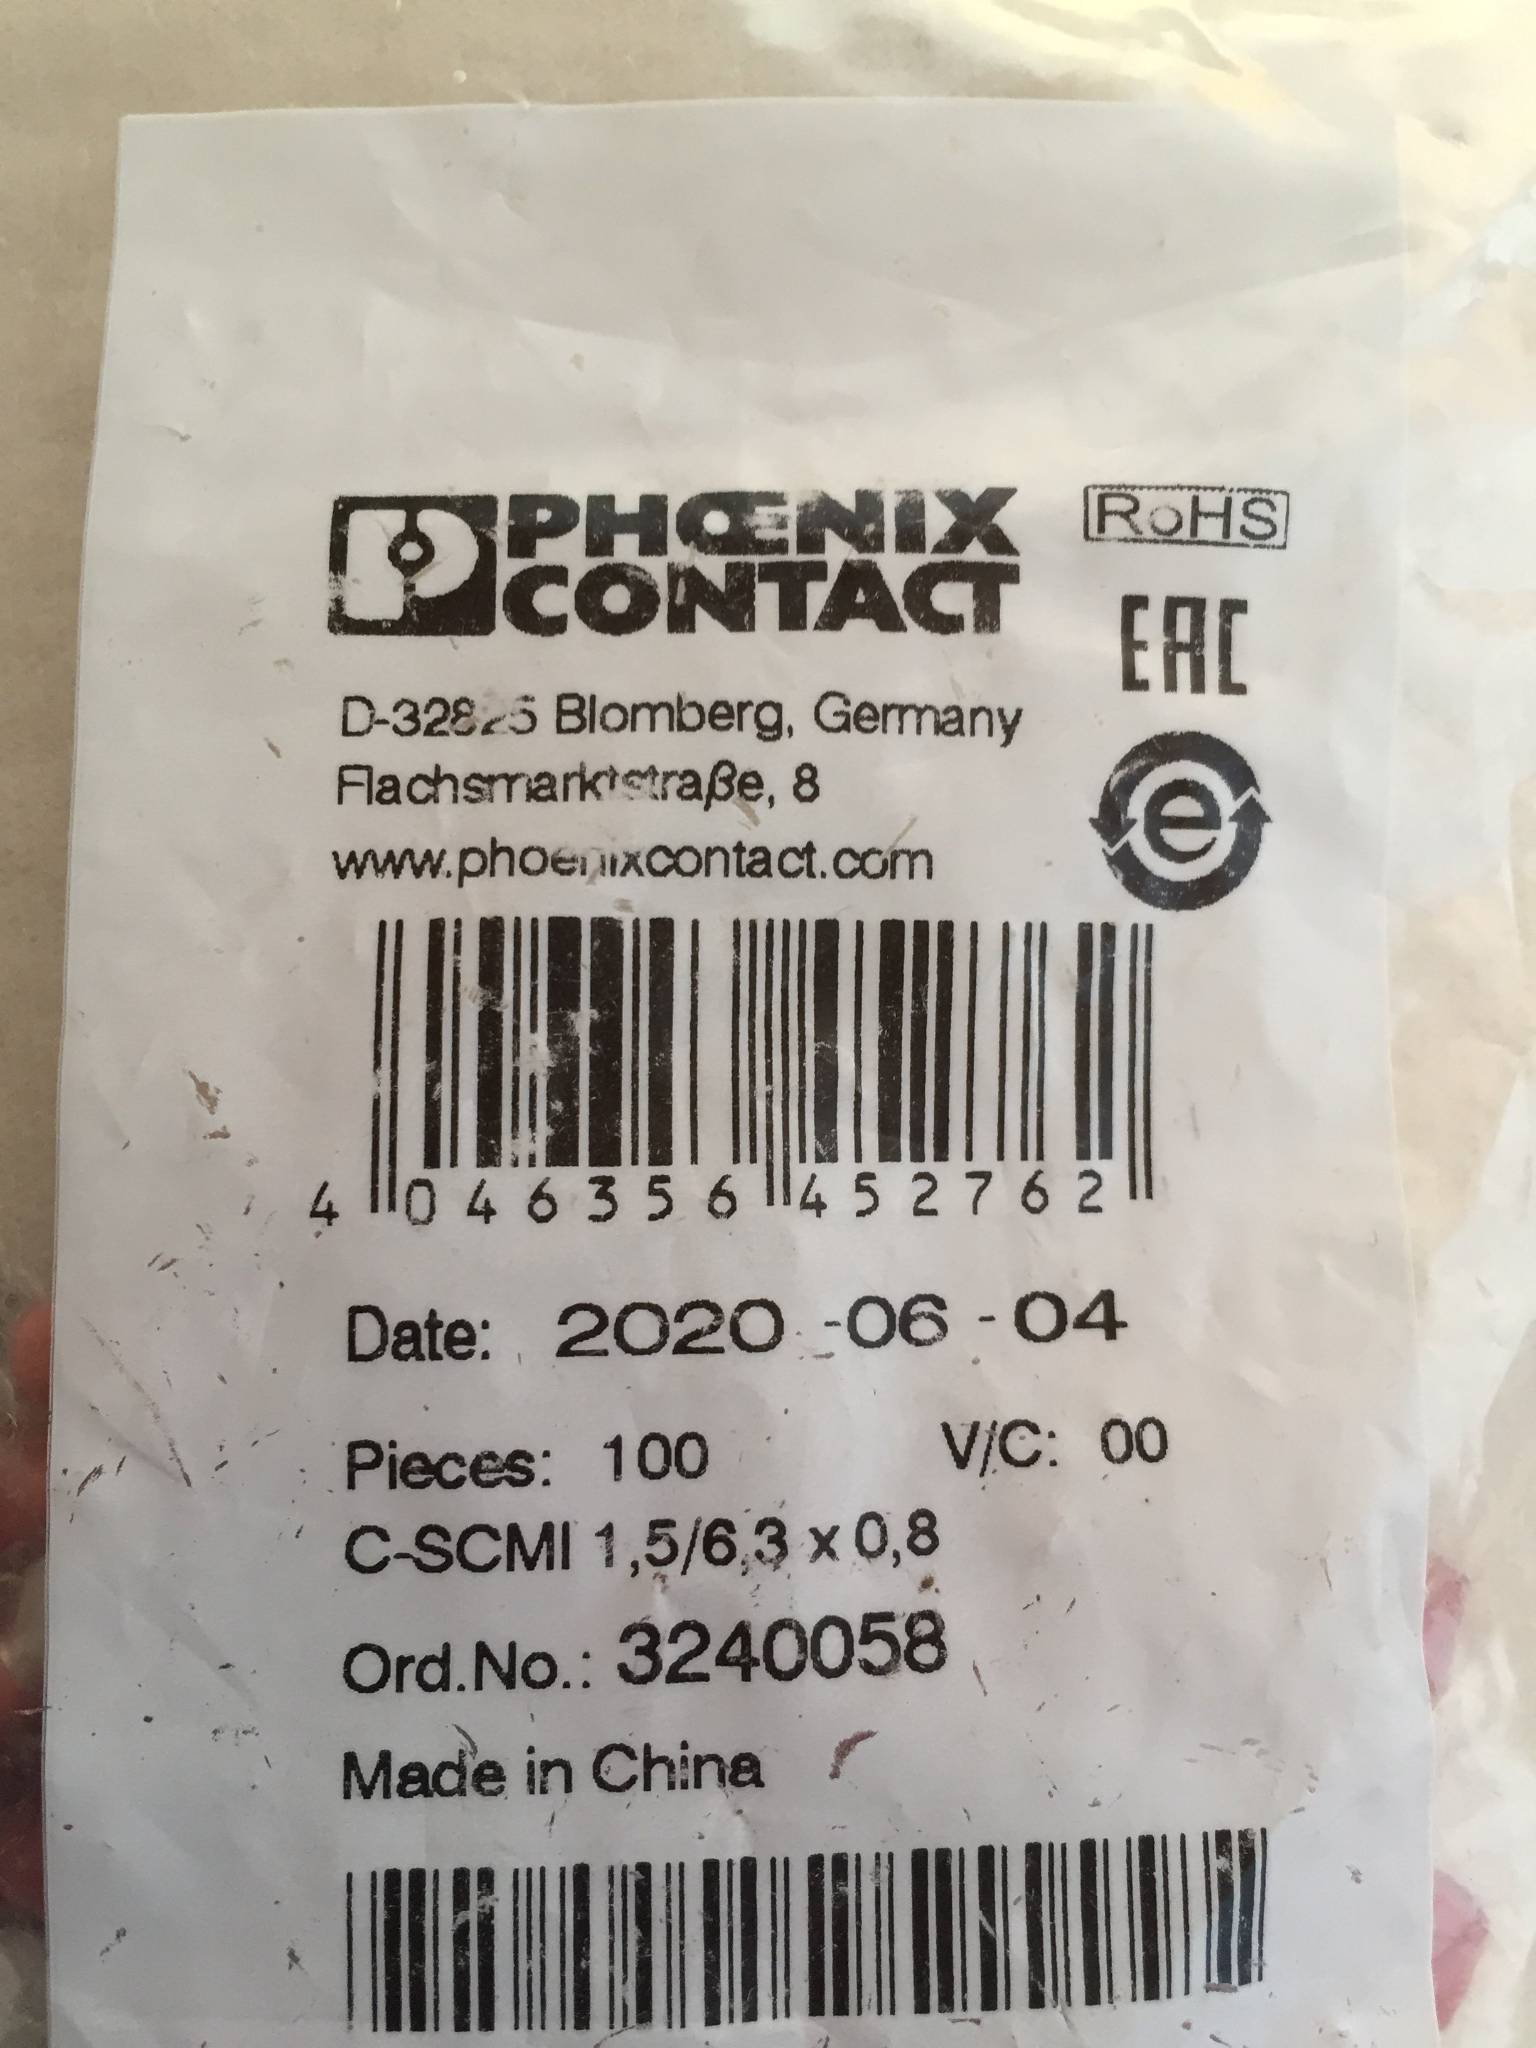 PHŒNIX
CONTACT
RoHS
EAC
D-32825 Blomberg, Germany
Flachsmarktstraße, 8
e
www.phoenixcontact.com
4 046356 452762
Date: 2020 -06 - 04
Pieces: 100 V/C: 00
C-SCMI 1,5/6,3 x 0,8
Ord.No.: 3240058
Made in China